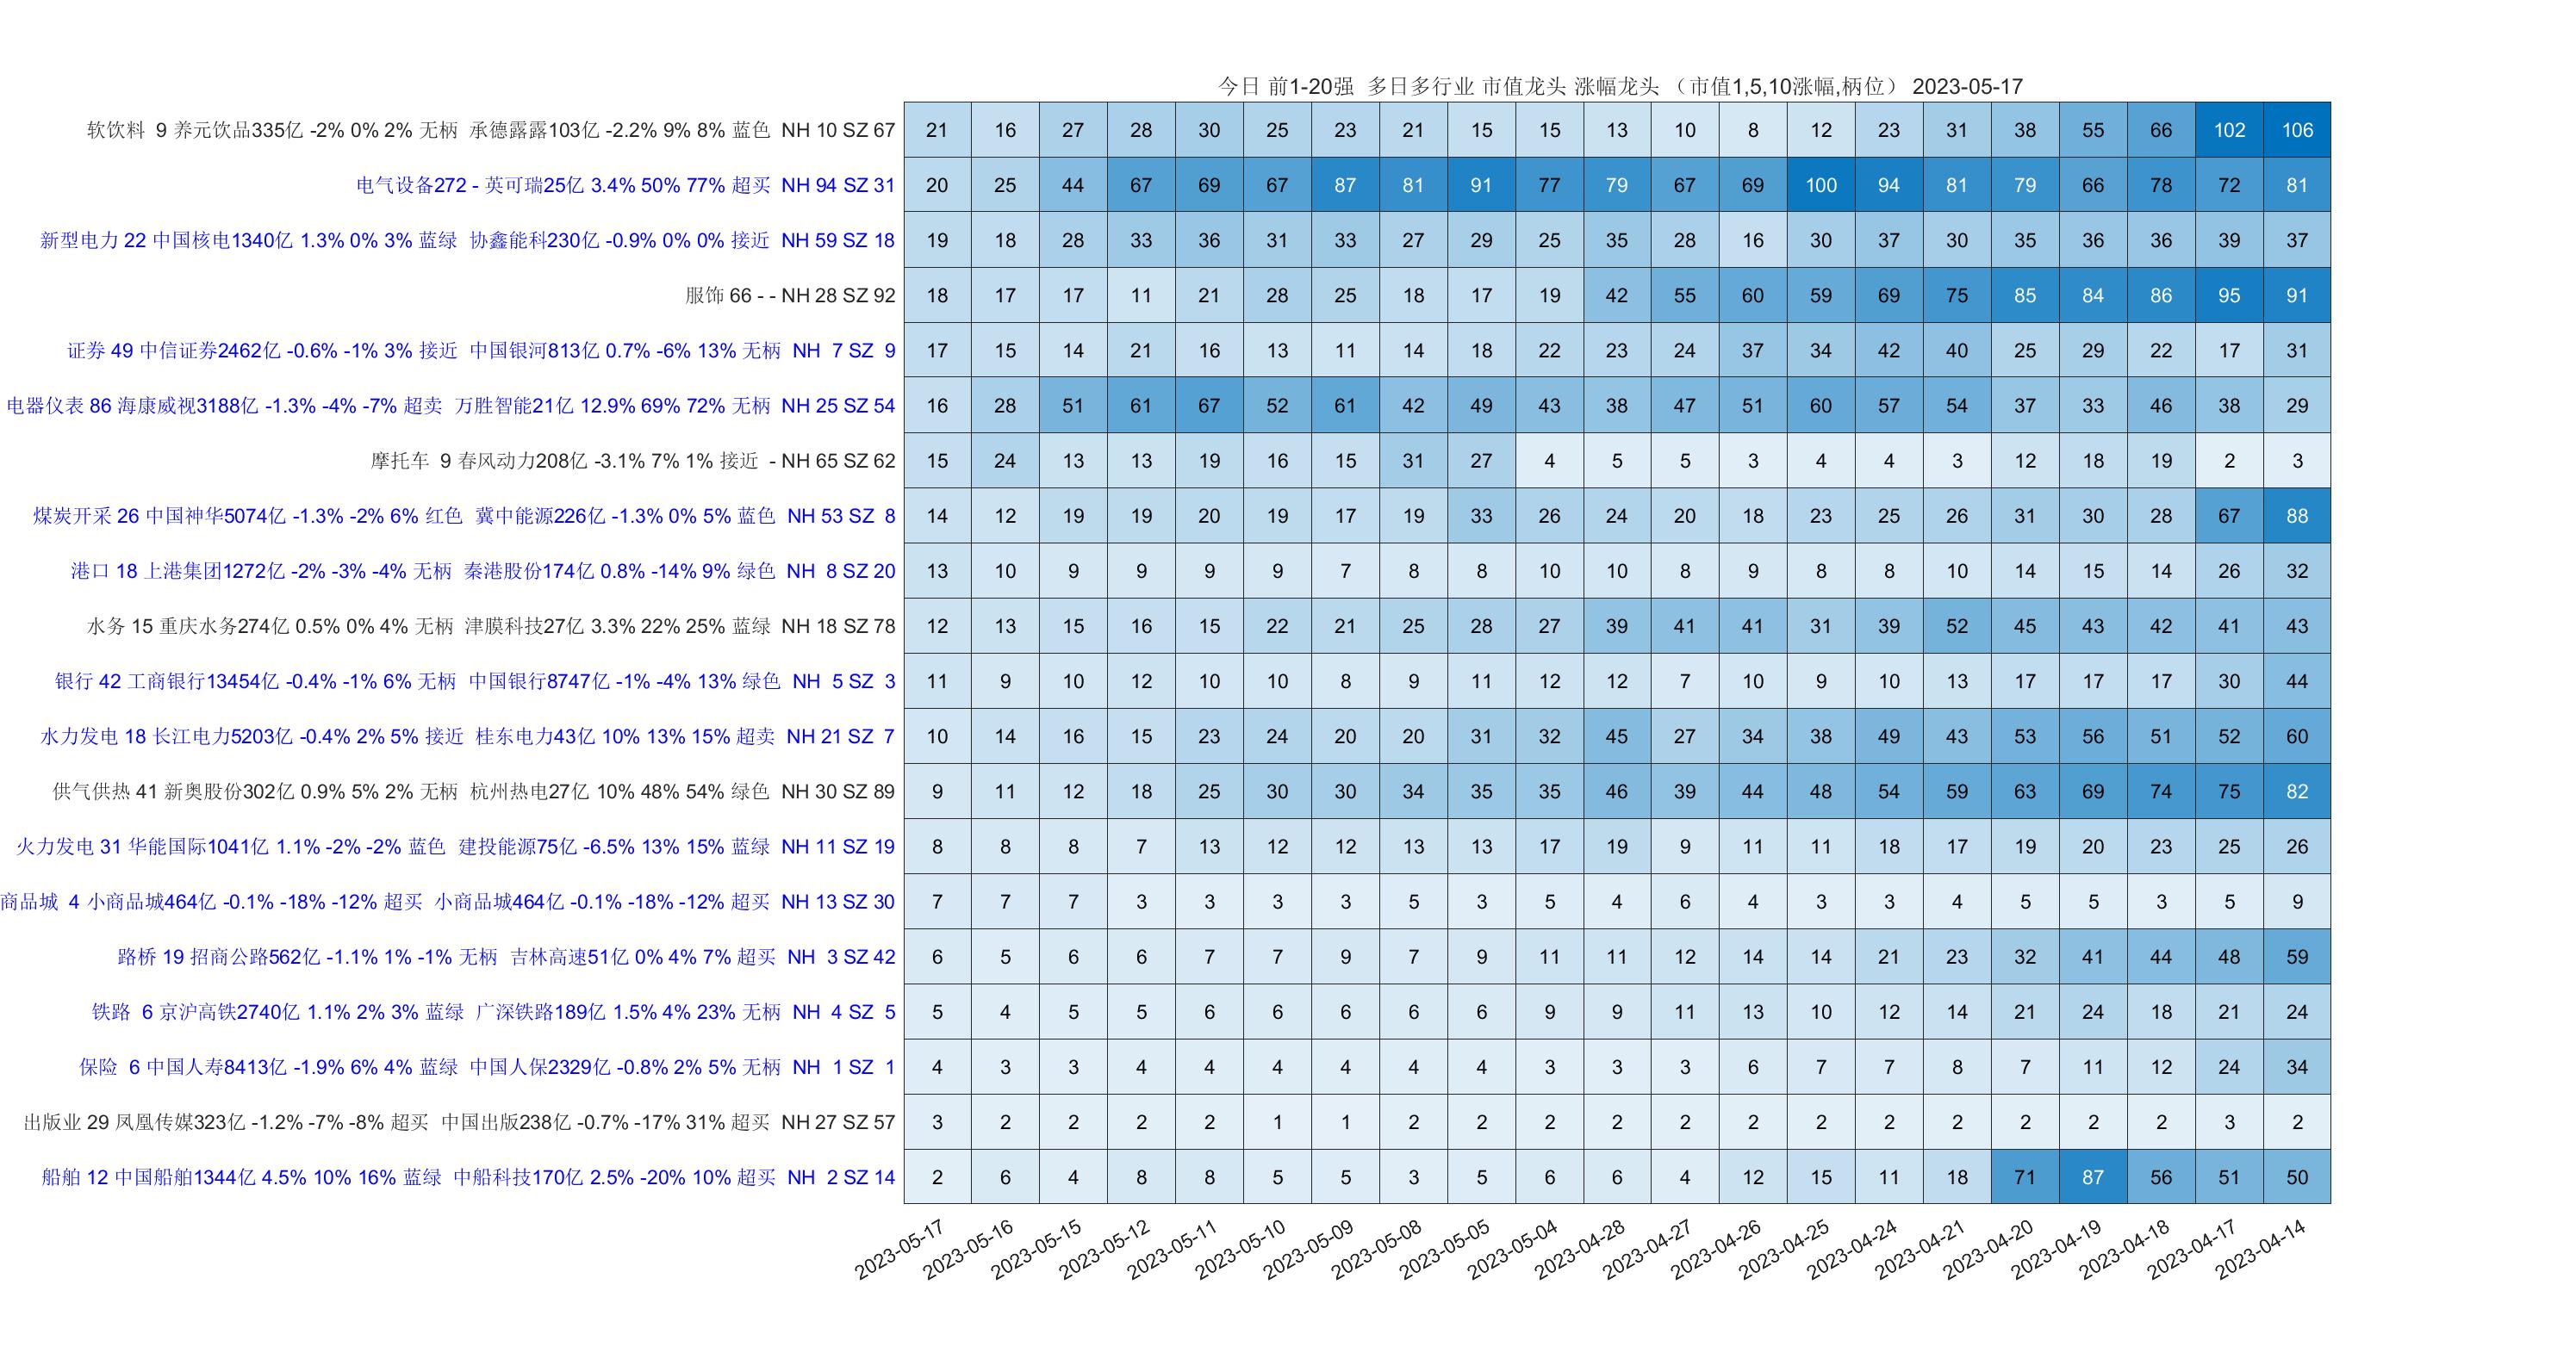 今日 前1-20强 多日多行业 市值龙头 涨幅龙头 （市值1,5,10涨幅,柄位） 2023-05-17
软饮料 9 养元饮品335亿 -2% 0% 2% 无柄 承德露露103亿 -2.2% 9% 8% 蓝色 NH 10 SZ 67 21 16 27 28 30 25 23 21 15 15 13 10 8 12 23 31 38 55 66 102 106
电气设备272 - 英可瑞25亿 3.4% 50% 77% 超买 NH 94 SZ 31 20 25 44 67 69 67 87 81 91 77 79 67 69 100 94 81 79 66 78 72 81
新型电力 22 中国核电1340亿 1.3% 0% 3% 蓝绿 协鑫能科230亿 -0.9% 0% 0% 接近 NH 59 SZ 18 19 18 28 33 36 31 33 27 29 25 35 28 16 30 37 30 35 36 36 39 37
服饰 66 - - NH 28 SZ 92 18 17 17 11 21 28 25 18 17 19 42 55 60 59 69 75 85 84 86 95 91
证券 49 中信证券2462亿 -0.6% -1% 3% 接近 中国银河813亿 0.7% -6% 13% 无柄 NH 7 SZ 9 17 15 14 21 16 13 11 14 18 22 23 24 37 34 42 40 25 29 22 17 31
电器仪表 86 海康威视3188亿 -1.3% -4% -7% 超卖 万胜智能21亿 12.9% 69% 72% 无柄 NH 25 SZ 54 16 28 51 61 67 52 61 42 49 43 38 47 51 60 57 54 37 33 46 38 29
摩托车 9 春风动力208亿 -3.1% 7% 1% 接近 - NH 65 SZ 62 15 24 13 13 19 16 15 31 27 4 5 5 3 4 4 3 12 18 19 2 3
煤炭开采 26 中国神华5074亿 -1.3% -2% 6% 红色 冀中能源226亿 -1.3% 0% 5% 蓝色 NH 53 SZ 8 14 12 19 19 20 19 17 19 33 26 24 20 18 23 25 26 31 30 28 67 88
港口 18 上港集团1272亿 -2% -3% -4% 无柄 秦港股份174亿 0.8% -14% 9% 绿色 NH 8 SZ 20 13 10 9 9 9 9 7 8 8 10 10 8 9 8 8 10 14 15 14 26 32
水务 15 重庆水务274亿 0.5% 0% 4% 无柄 津膜科技27亿 3.3% 22% 25% 蓝绿 NH 18 SZ 78 12 13 15 16 15 22 21 25 28 27 39 41 41 31 39 52 45 43 42 41 43
银行 42 工商银行13454亿 -0.4% -1% 6% 无柄 中国银行8747亿 -1% -4% 13% 绿色 NH 5 SZ 3 11 9 10 12 10 10 8 9 11 12 12 7 10 9 10 13 17 17 17 30 44
水力发电 18 长江电力5203亿 -0.4% 2% 5% 接近 桂东电力43亿 10% 13% 15% 超卖 NH 21 SZ 7 10 14 16 15 23 24 20 20 31 32 45 27 34 38 49 43 53 56 51 52 60
供气供热 41 新奥股份302亿 0.9% 5% 2% 无柄 杭州热电27亿 10% 48% 54% 绿色 NH 30 SZ 89 9 11 12 18 25 30 30 34 35 35 46 39 44 48 54 59 63 69 74 75 82
火力发电 31 华能国际1041亿 1.1% -2% -2% 蓝色 建投能源75亿 -6.5% 13% 15% 蓝绿 NH 11 SZ 19 8 8 8 7 13 12 12 13 13 17 19 9 11 11 18 17 19 20 23 25 26
商品城 4 小商品城464亿 -0.1% -18% -12% 超买 小商品城464亿 -0.1% -18% -12% 超买 NH 13 SZ 30 7 7 7 3 3 3 3 5 3 5 4 6 4 3 3 4 5 5 3 5 9
路桥 19 招商公路562亿 -1.1% 1% -1% 无柄 吉林高速51亿 0% 4% 7% 超买 NH 3 SZ 42 6 5 6 6 7 7 9 7 9 11 11 12 14 14 21 23 32 41 44 48 59
铁路 6 京沪高铁2740亿 1.1% 2% 3% 蓝绿 广深铁路189亿 1.5% 4% 23% 无柄 NH 4 SZ 5 5 4 5 5 6 6 6 6 6 9 9 11 13 10 12 14 21 24 18 21 24
保险 6 中国人寿8413亿 -1.9% 6% 4% 蓝绿 中国人保2329亿 -0.8% 2% 5% 无柄 NH 1 SZ 1 4 3 3 4 4 4 4 4 4 3 3 3 6 7 7 8 7 11 12 24 34
出版业 29 凤凰传媒323亿 -1.2% -7% -8% 超买 中国出版238亿 -0.7% -17% 31% 超买 NH 27 SZ 57 3 2 2 2 2 1 1 2 2 2 2 2 2 2 2 2 2 2 2 3 2
船舶 12 中国船舶1344亿 4.5% 10% 16% 蓝绿 中船科技170亿 2.5% -20% 10% 超买 NH 2 SZ 14 2 6 4 8 8 5 5 3 5 6 6 4 12 15 11 18 71 87 56 51 50
2023-05-17 2023-05-16 2023-05-15 2023-05-12 2023-05-11 2023-05-10 2023-05-09 2023-05-08 2023-05-05 2023-05-04 2023-04-28 2023-04-27 2023-04-26 2023-04-25 2023-04-24 2023-04-21 2023-04-20 2023-04-19 2023-04-18 2023-04-17 2023-04-14